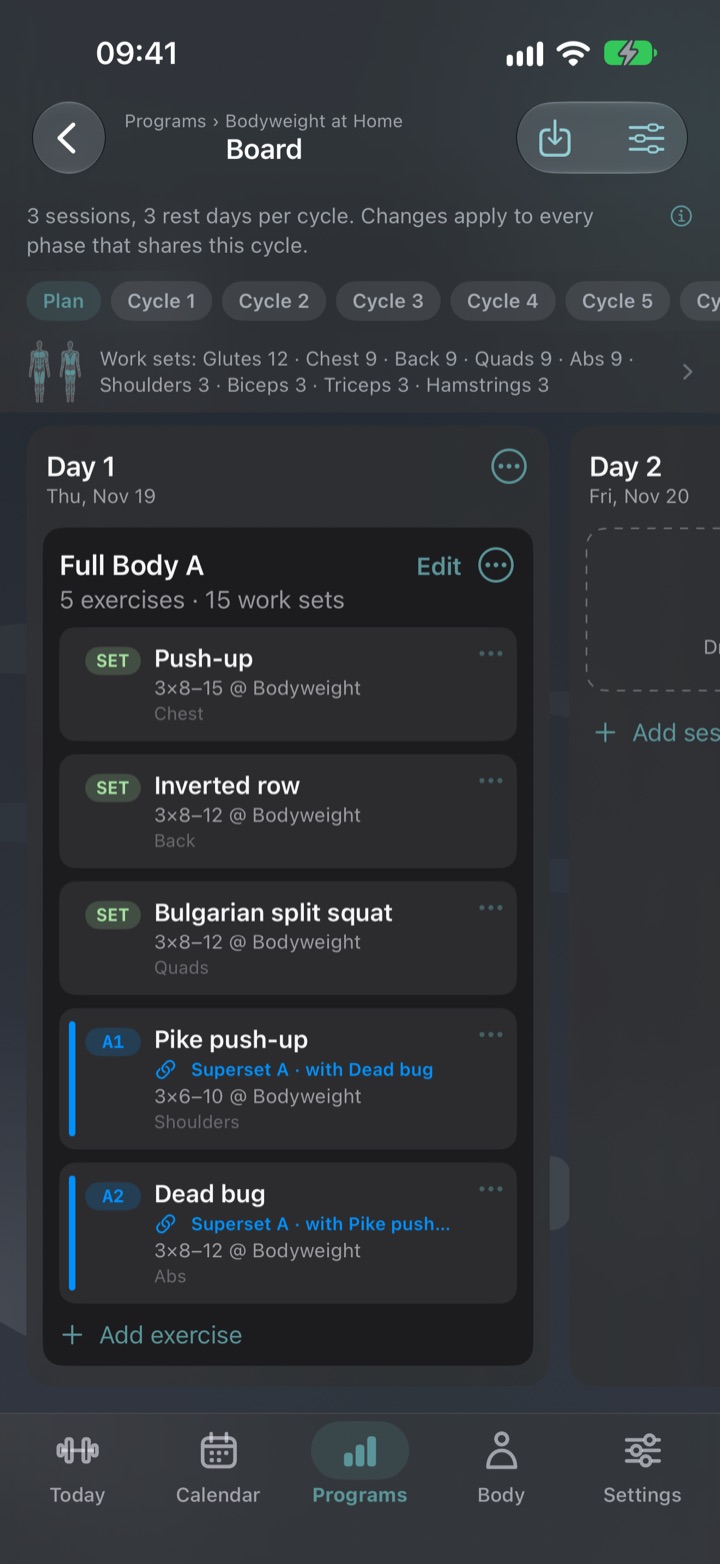 09:41
Programs › Bodyweight at Home
Board
3 sessions, 3 rest days per cycle. Changes apply to every
phase that shares this cycle.
Plan
Cycle 1
Cycle 2
Cycle 3
Cycle 4
Cycle 5
Cy
Work sets: Glutes 12 · Chest 9 · Back 9 · Quads 9 · Abs 9 ·
Shoulders 3 · Biceps 3 · Triceps 3 · Hamstrings 3
Day 1
Thu, Nov 19
Full Body A
Edit
5 exercises · 15 work sets
SET
Push-up
3×8–15 @ Bodyweight
Chest
SET
Inverted row
3×8–12 @ Bodyweight
Back
SET
Bulgarian split squat
3×8–12 @ Bodyweight
Quads
A1
Pike push-up
Superset A · with Dead bug
3×6–10 @ Bodyweight
Shoulders
A2
Dead bug
Superset A · with Pike push...
3×8–12 @ Bodyweight
Abs
+ Add exercise
Day 2
Fri, Nov 20
+ Add ses
Today
Calendar
Programs
Body
Settings